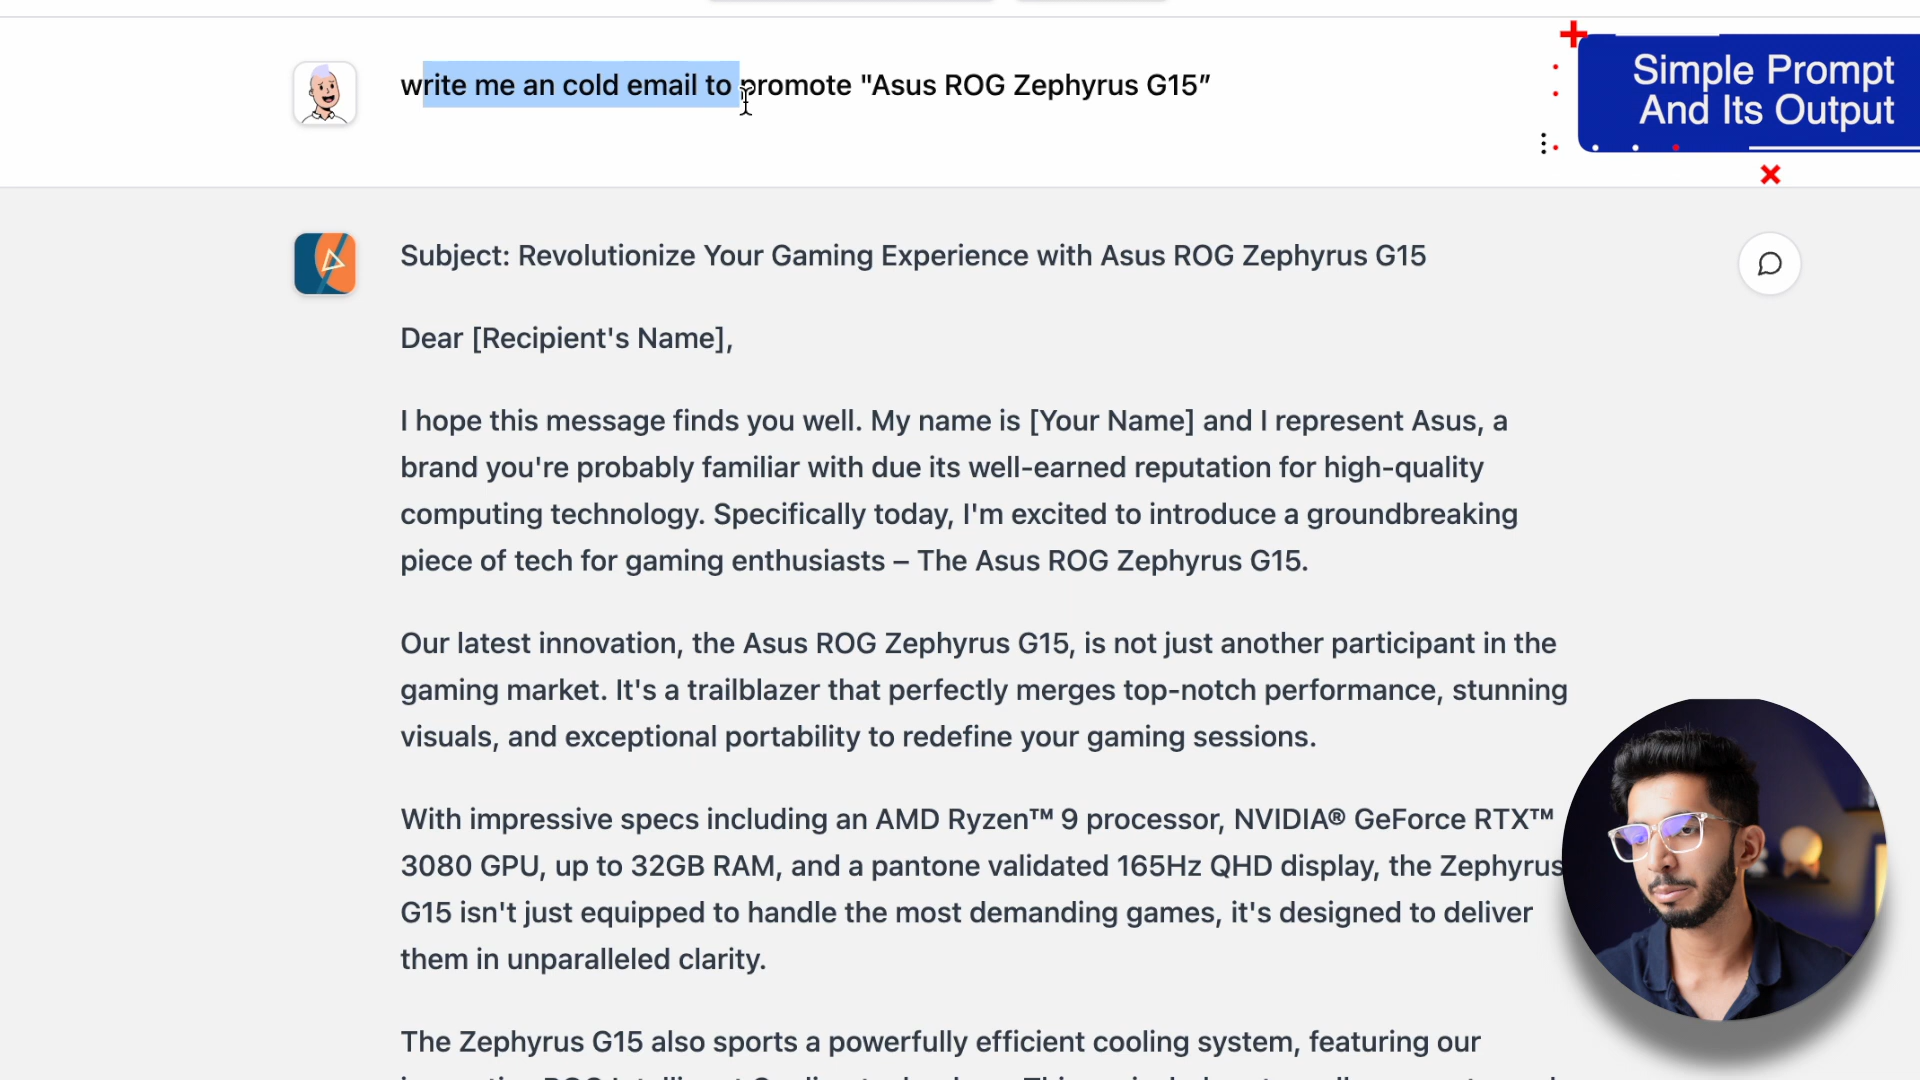 write me an cold email to promote "Asus ROG Zephyrus G15”
Simple Prompt
And Its Output
Subject: Revolutionize Your Gaming Experience with Asus ROG Zephyrus G15
Dear [Recipient's Name],
I hope this message finds you well. My name is [Your Name] and I represent Asus, a
brand you're probably familiar with due its well-earned reputation for high-quality
computing technology. Specifically today, I'm excited to introduce a groundbreaking
piece of tech for gaming enthusiasts – The Asus ROG Zephyrus G15.
Our latest innovation, the Asus ROG Zephyrus G15, is not just another participant in the
gaming market. It's a trailblazer that perfectly merges top-notch performance, stunning
visuals, and exceptional portability to redefine your gaming sessions.
With impressive specs including an AMD Ryzen™ 9 processor, NVIDIA® GeForce RTX™
3080 GPU, up to 32GB RAM, and a pantone validated 165Hz QHD display, the Zephyrus
G15 isn't just equipped to handle the most demanding games, it's designed to deliver
them in unparalleled clarity.
The Zephyrus G15 also sports a powerfully efficient cooling system, featuring our